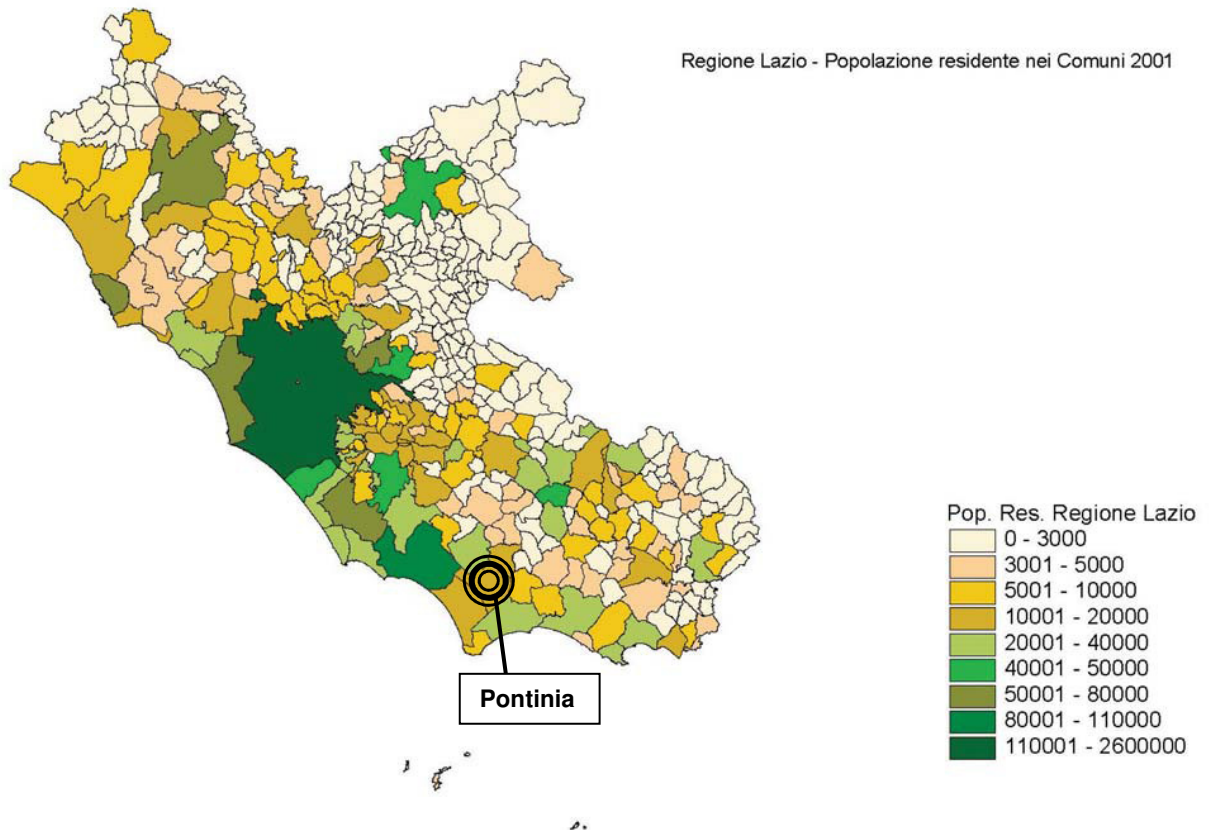 Regione Lazio - Popolazione residente nei Comuni 2001
Pontinia
Pop. Res. Regione Lazio
0 - 3000
3001 - 5000
5001 - 10000
10001 - 20000
20001 - 40000
40001 - 50000
50001 - 80000
80001 - 110000
110001 - 2600000